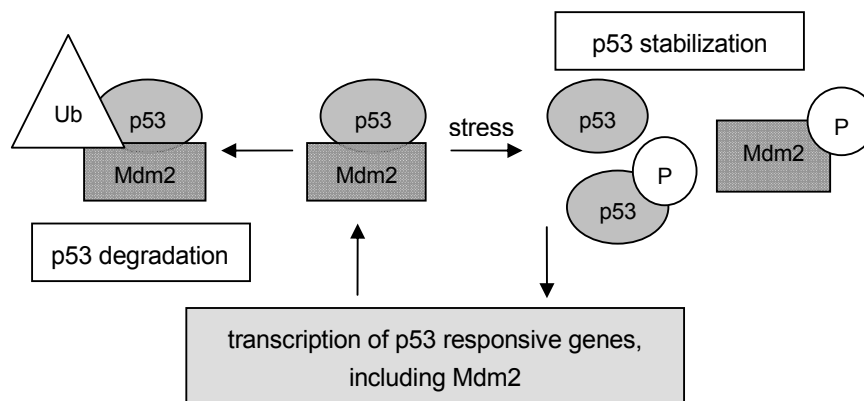 p53 stabilization
Ub
p53
Mdm2
p53
Mdm2
stress
p53
P
Mdm2
P
p53
p53 degradation
transcription of p53 responsive genes,
including Mdm2